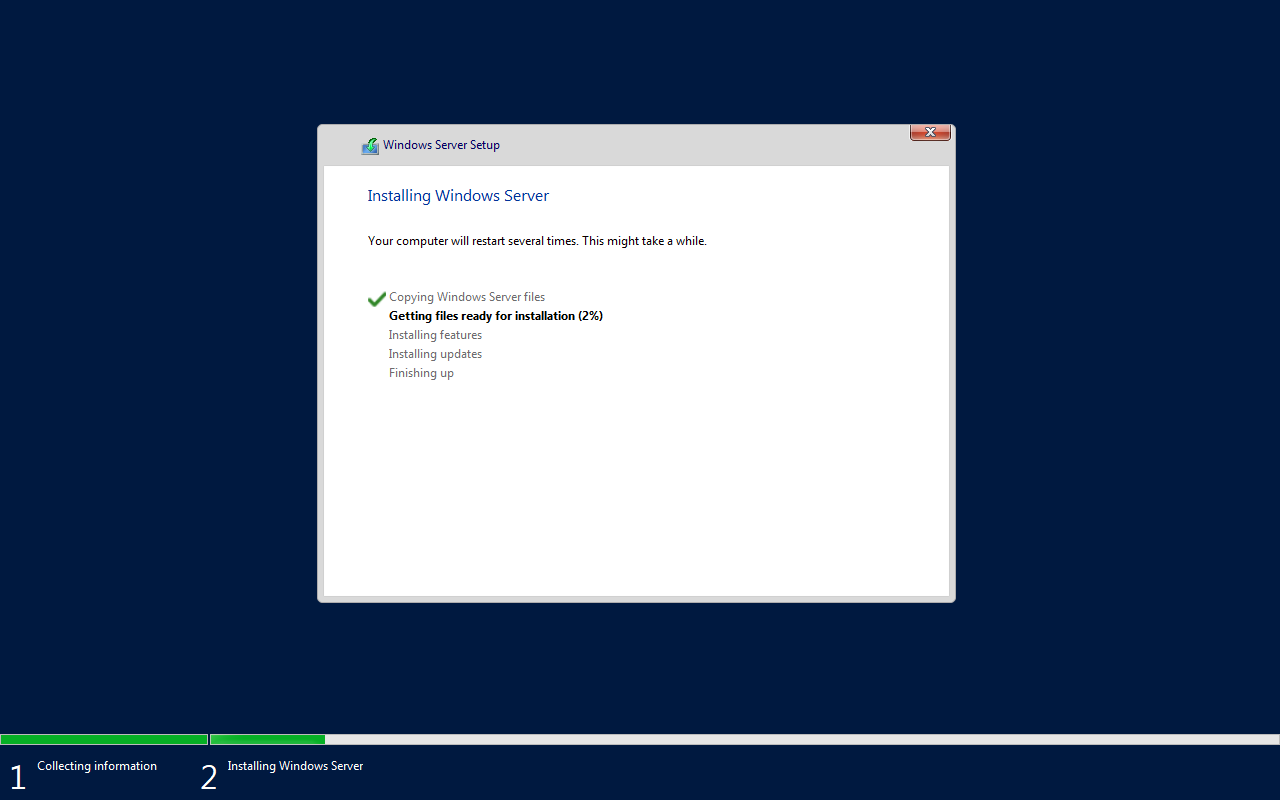 Windows Server Setup
Installing Windows Server
Your computer will restart several times. This might take a while.
Copying Windows Server files
Getting files ready for installation (2%)
Installing features
Installing updates
Finishing up
1 Collecting information
2 Installing Windows Server